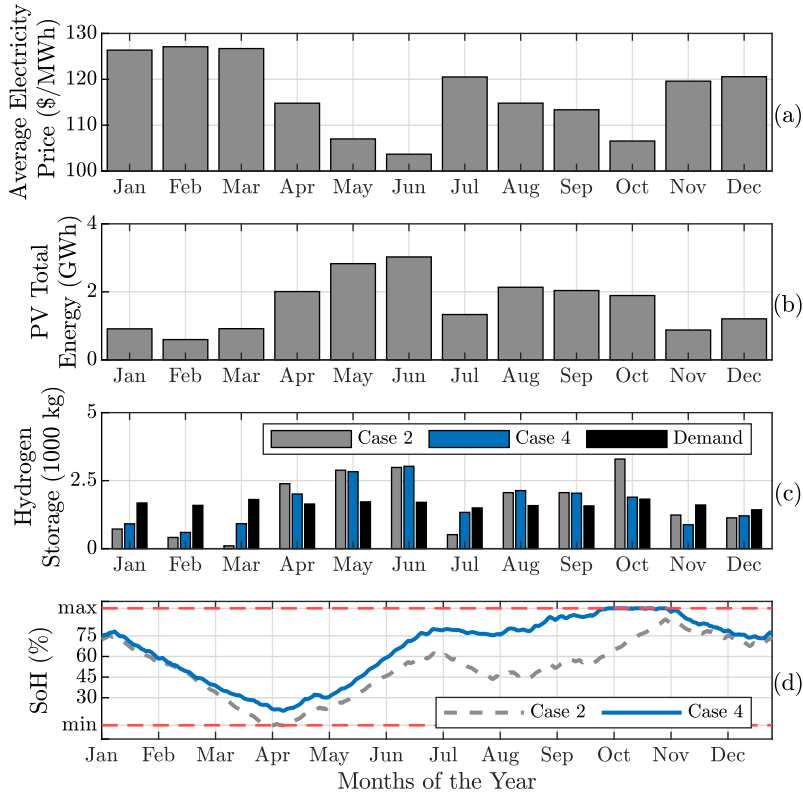 Average Electricity
Price ($/MWh)
130
120
110
100
Jan Feb Mar Apr May Jun Jul Aug Sep Oct Nov Dec
(a)
PV Total
Energy (GWh)
4
2
0
Jan Feb Mar Apr May Jun Jul Aug Sep Oct Nov Dec
(b)
Hydrogen
Storage (1000 kg)
5
2.5
0
Case 2 Case 4 Demand
Jan Feb Mar Apr May Jun Jul Aug Sep Oct Nov Dec
(c)
SoH (%)
max
75
60
45
30
min
Case 2 Case 4
(d)
Jan Feb Mar Apr May Jun Jul Aug Sep Oct Nov Dec
Months of the Year